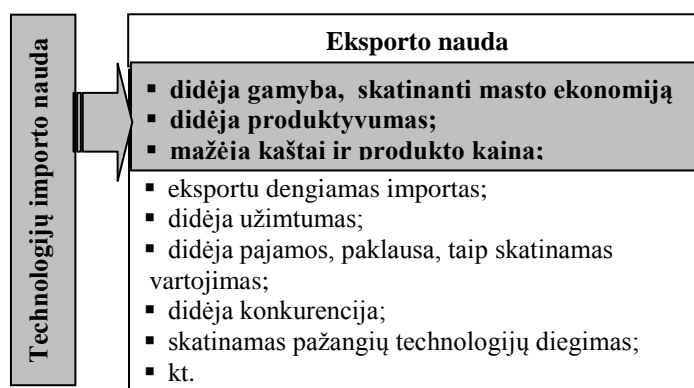 Technologijų importo nauda
Eksporto nauda
▪ didėja gamyba, skatinanti masto ekonomiją
▪ didėja produktyvumas;
▪ mažėja kaštai ir produkto kaina;
▪ eksportu dengiamas importas;
▪ didėja užimtumas;
▪ didėja pajamos, paklausa, taip skatinamas
vartojimas;
▪ didėja konkurencija;
▪ skatinamas pažangių technologijų diegimas;
▪ kt.